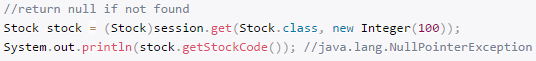 //return null if not found
Stock stock = (Stock)session.get(Stock.class, new Integer(100));
System.out.println(stock.getStockCode()); //java.lang.NullPointerException